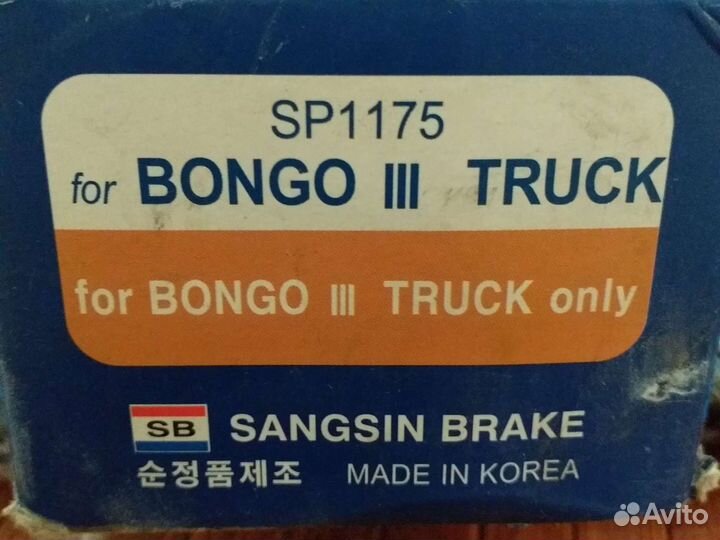 SP1175
for BONGO III TRUCK
for BONGO III TRUCK only
SB SANGSIN BRAKE
순정품제조 MADE IN KOREA
Avito